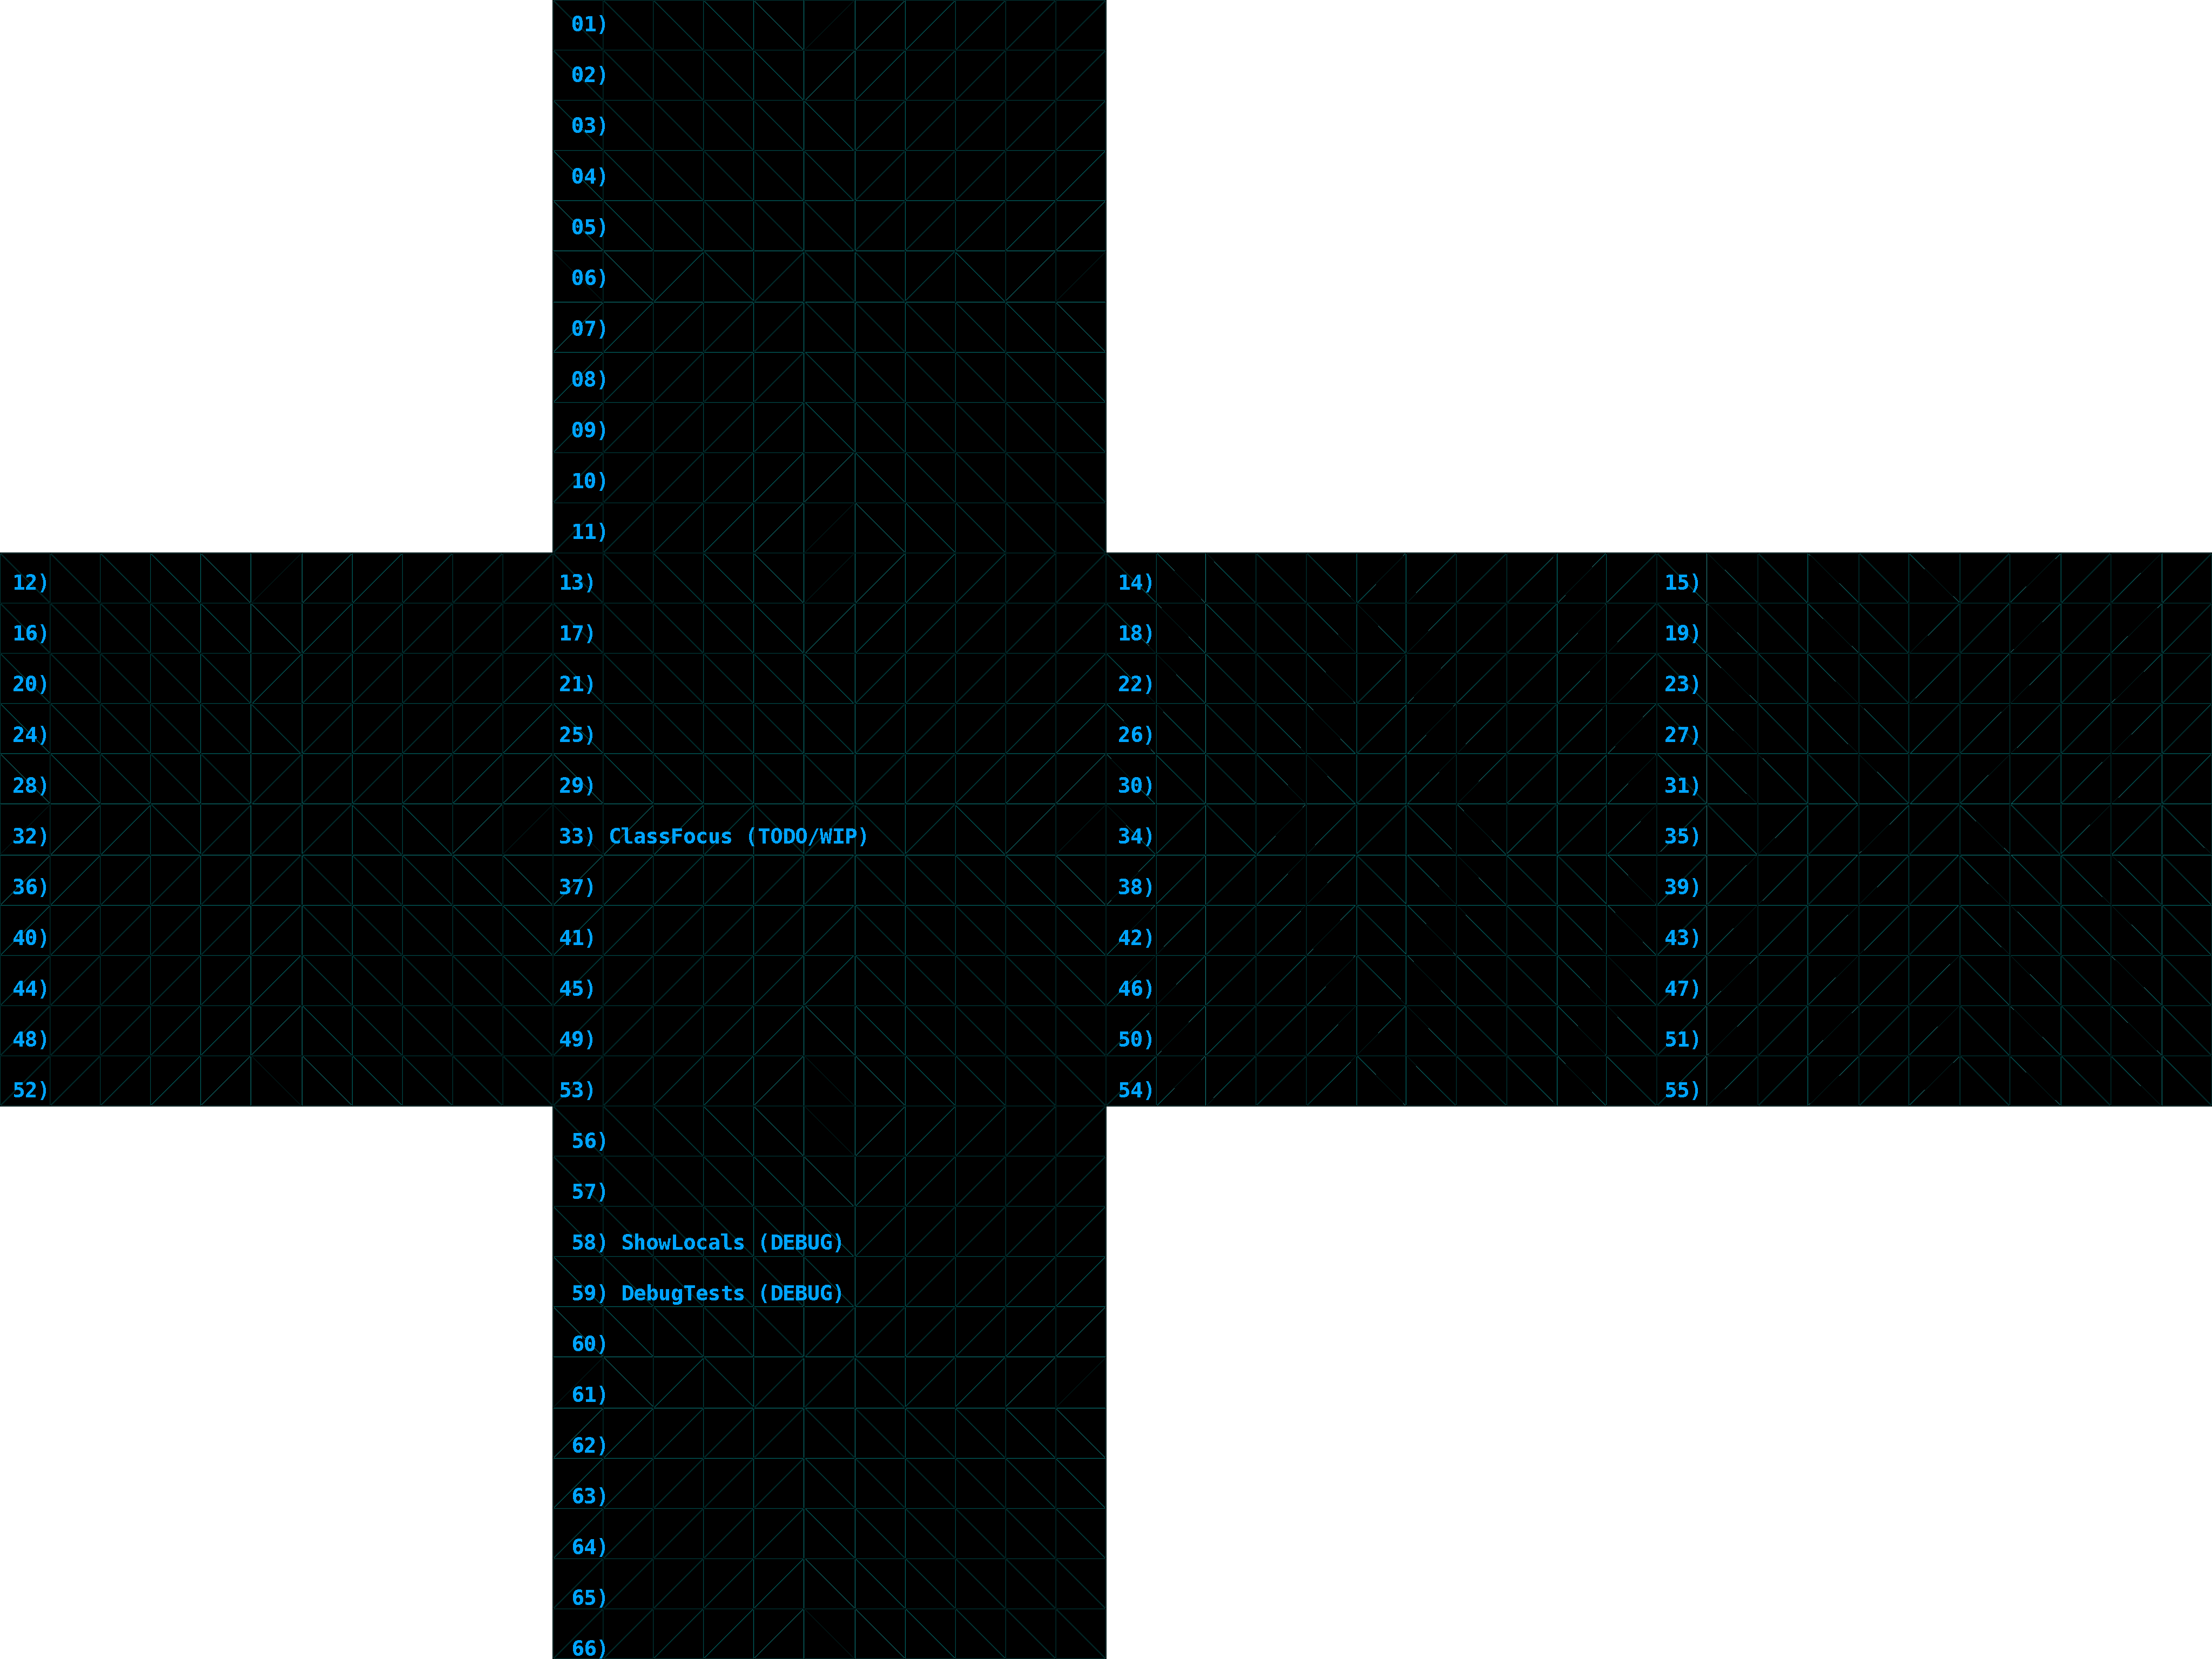 01)
02)
03)
04)
05)
06)
07)
08)
09)
10)
11)
12) 13) 14) 15)
16) 17) 18) 19)
20) 21) 22) 23)
24) 25) 26) 27)
28) 29) 30) 31)
32) 33) ClassFocus (TODO/WIP) 34) 35)
36) 37) 38) 39)
40) 41) 42) 43)
44) 45) 46) 47)
48) 49) 50) 51)
52) 53) 54) 55)
56)
57)
58) ShowLocals (DEBUG)
59) DebugTests (DEBUG)
60)
61)
62)
63)
64)
65)
66)